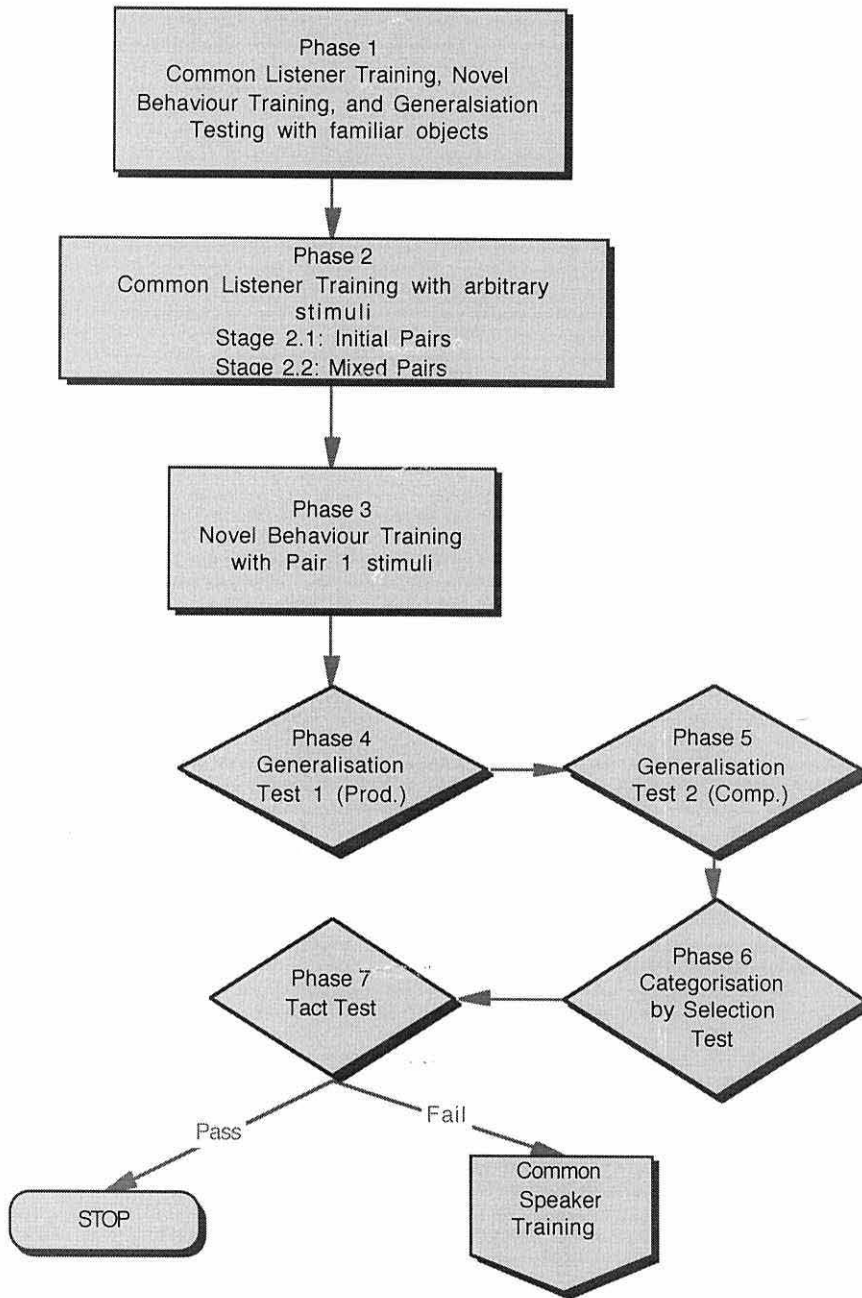 Phase 1
Common Listener Training, Novel
Behaviour Training, and Generalsiation
Testing with familiar objects
Phase 2
Common Listener Training with arbitrary
stimuli
Stage 2.1: Initial Pairs
Stage 2.2: Mixed Pairs
Phase 3
Novel Behaviour Training
with Pair 1 stimuli
Phase 4
Generalisation
Test 1 (Prod.)
Phase 5
Generalisation
Test 2 (Comp.)
Phase 6
Categorisation
by Selection
Test
Phase 7
Tact Test
Pass
Fail
STOP
Common
Speaker
Training